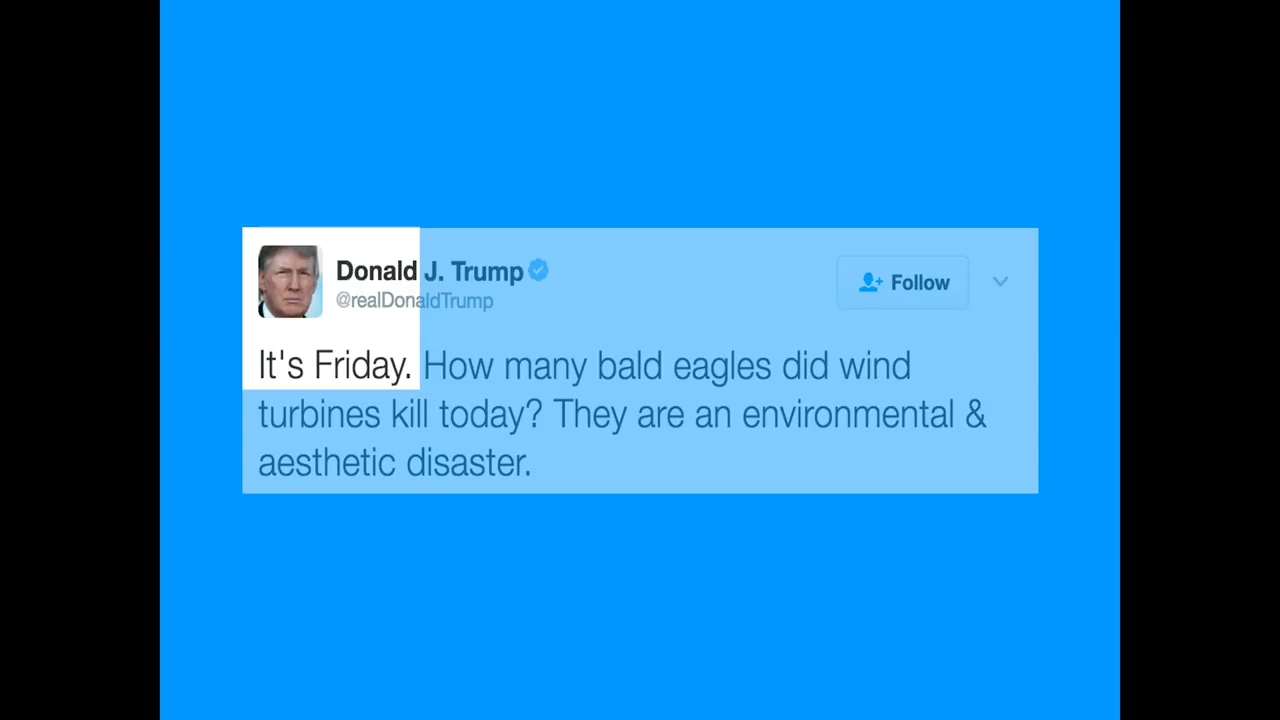 Donald J. Trump
@realDonaldTrump
Follow
It's Friday. How many bald eagles did wind
turbines kill today? They are an environmental &
aesthetic disaster.